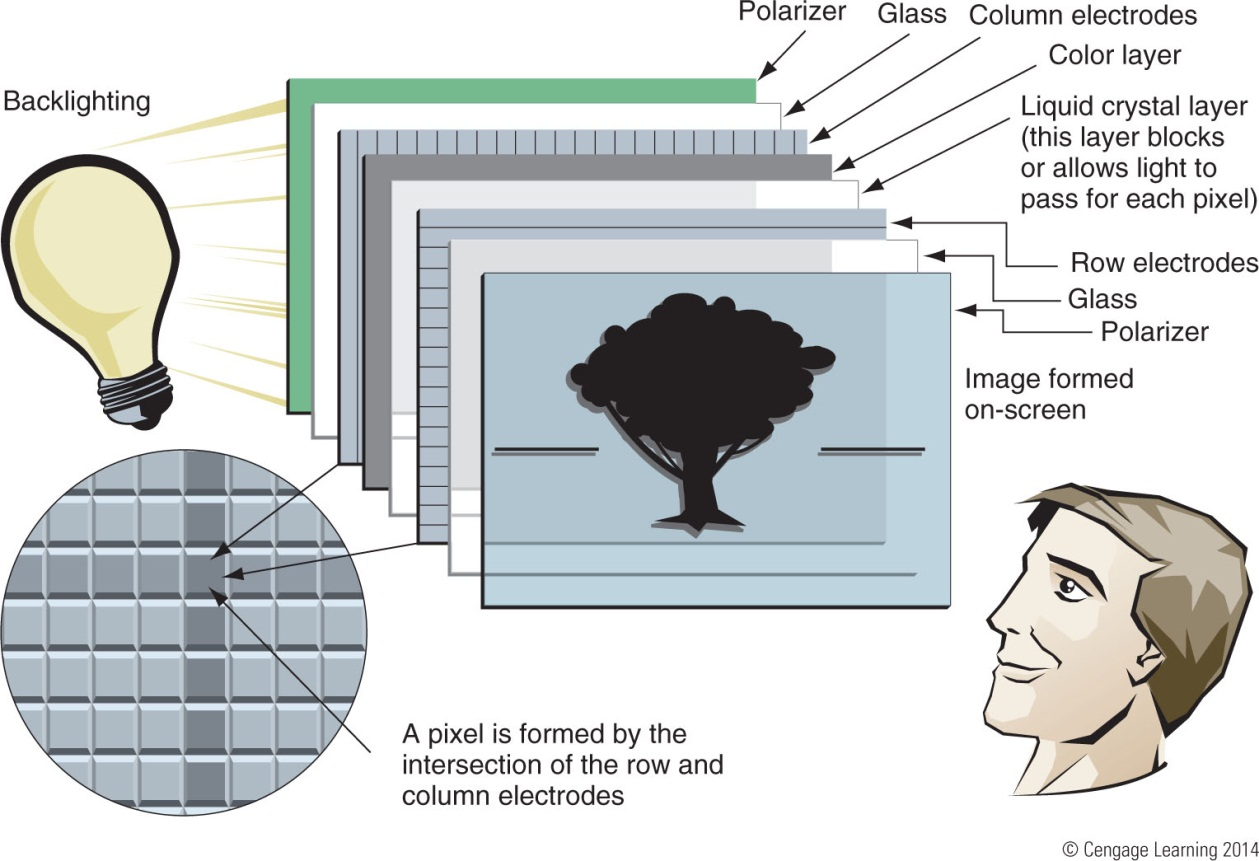 Polarizer
Glass
Column electrodes
Color layer
Backlighting
Liquid crystal layer
(this layer blocks
or allows light to
pass for each pixel)
Row electrodes
Glass
Polarizer
Image formed
on-screen
A pixel is formed by the
intersection of the row and
column electrodes
© Cengage Learning 2014